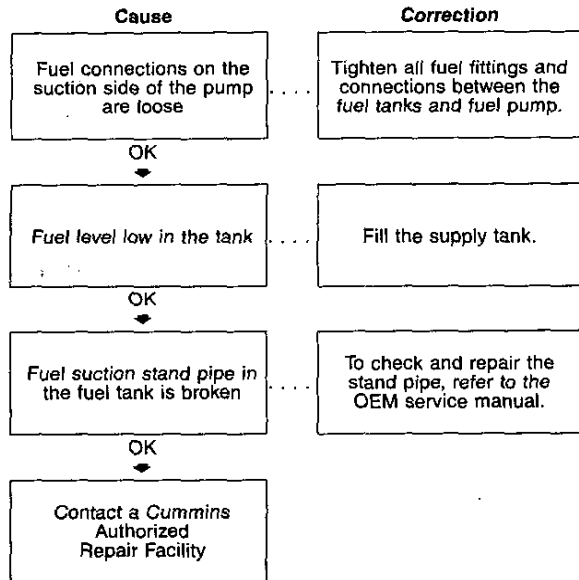 Cause
Correction
Fuel connections on the
suction side of the pump
are loose
. . . .
Tighten all fuel fittings and
connections between the
fuel tanks and fuel pump.
OK
Fuel level low in the tank
. . . .
Fill the supply tank.
OK
Fuel suction stand pipe in
the fuel tank is broken
. . . .
To check and repair the
stand pipe, refer to the
OEM service manual.
OK
Contact a Cummins
Authorized
Repair Facility